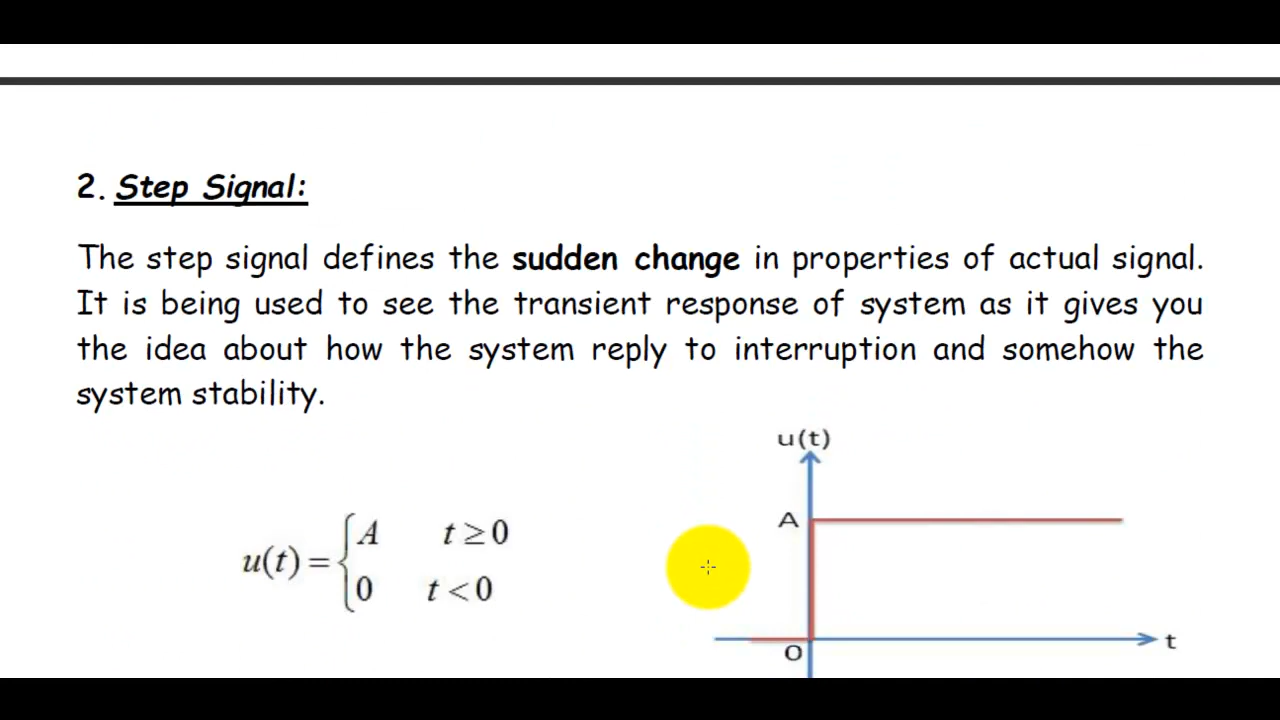 2. Step Signal:
The step signal defines the sudden change in properties of actual signal.
It is being used to see the transient response of system as it gives you
the idea about how the system reply to interruption and somehow the
system stability.
u(t)
A
u(t) = { A t ≥ 0
0 t < 0
0
t